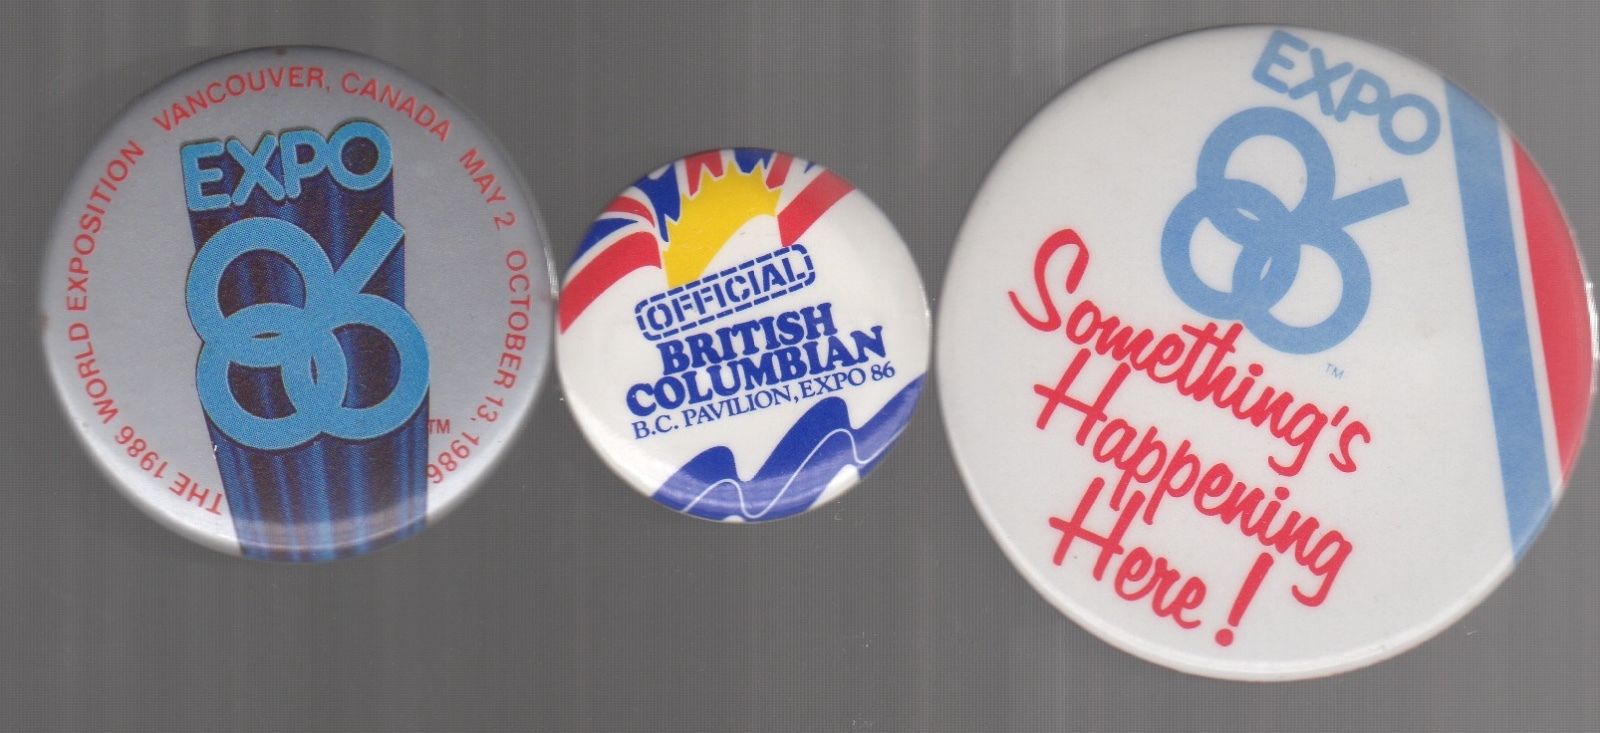 THE 1986 WORLD EXPOSITION VANCOUVER, CANADA MAY 2 OCTOBER 13, 1986
EXPO
86
TM
OFFICIAL
BRITISH
COLUMBIAN
B.C. PAVILION, EXPO 86
EXPO
86
TM
Something's
Happening
Here!